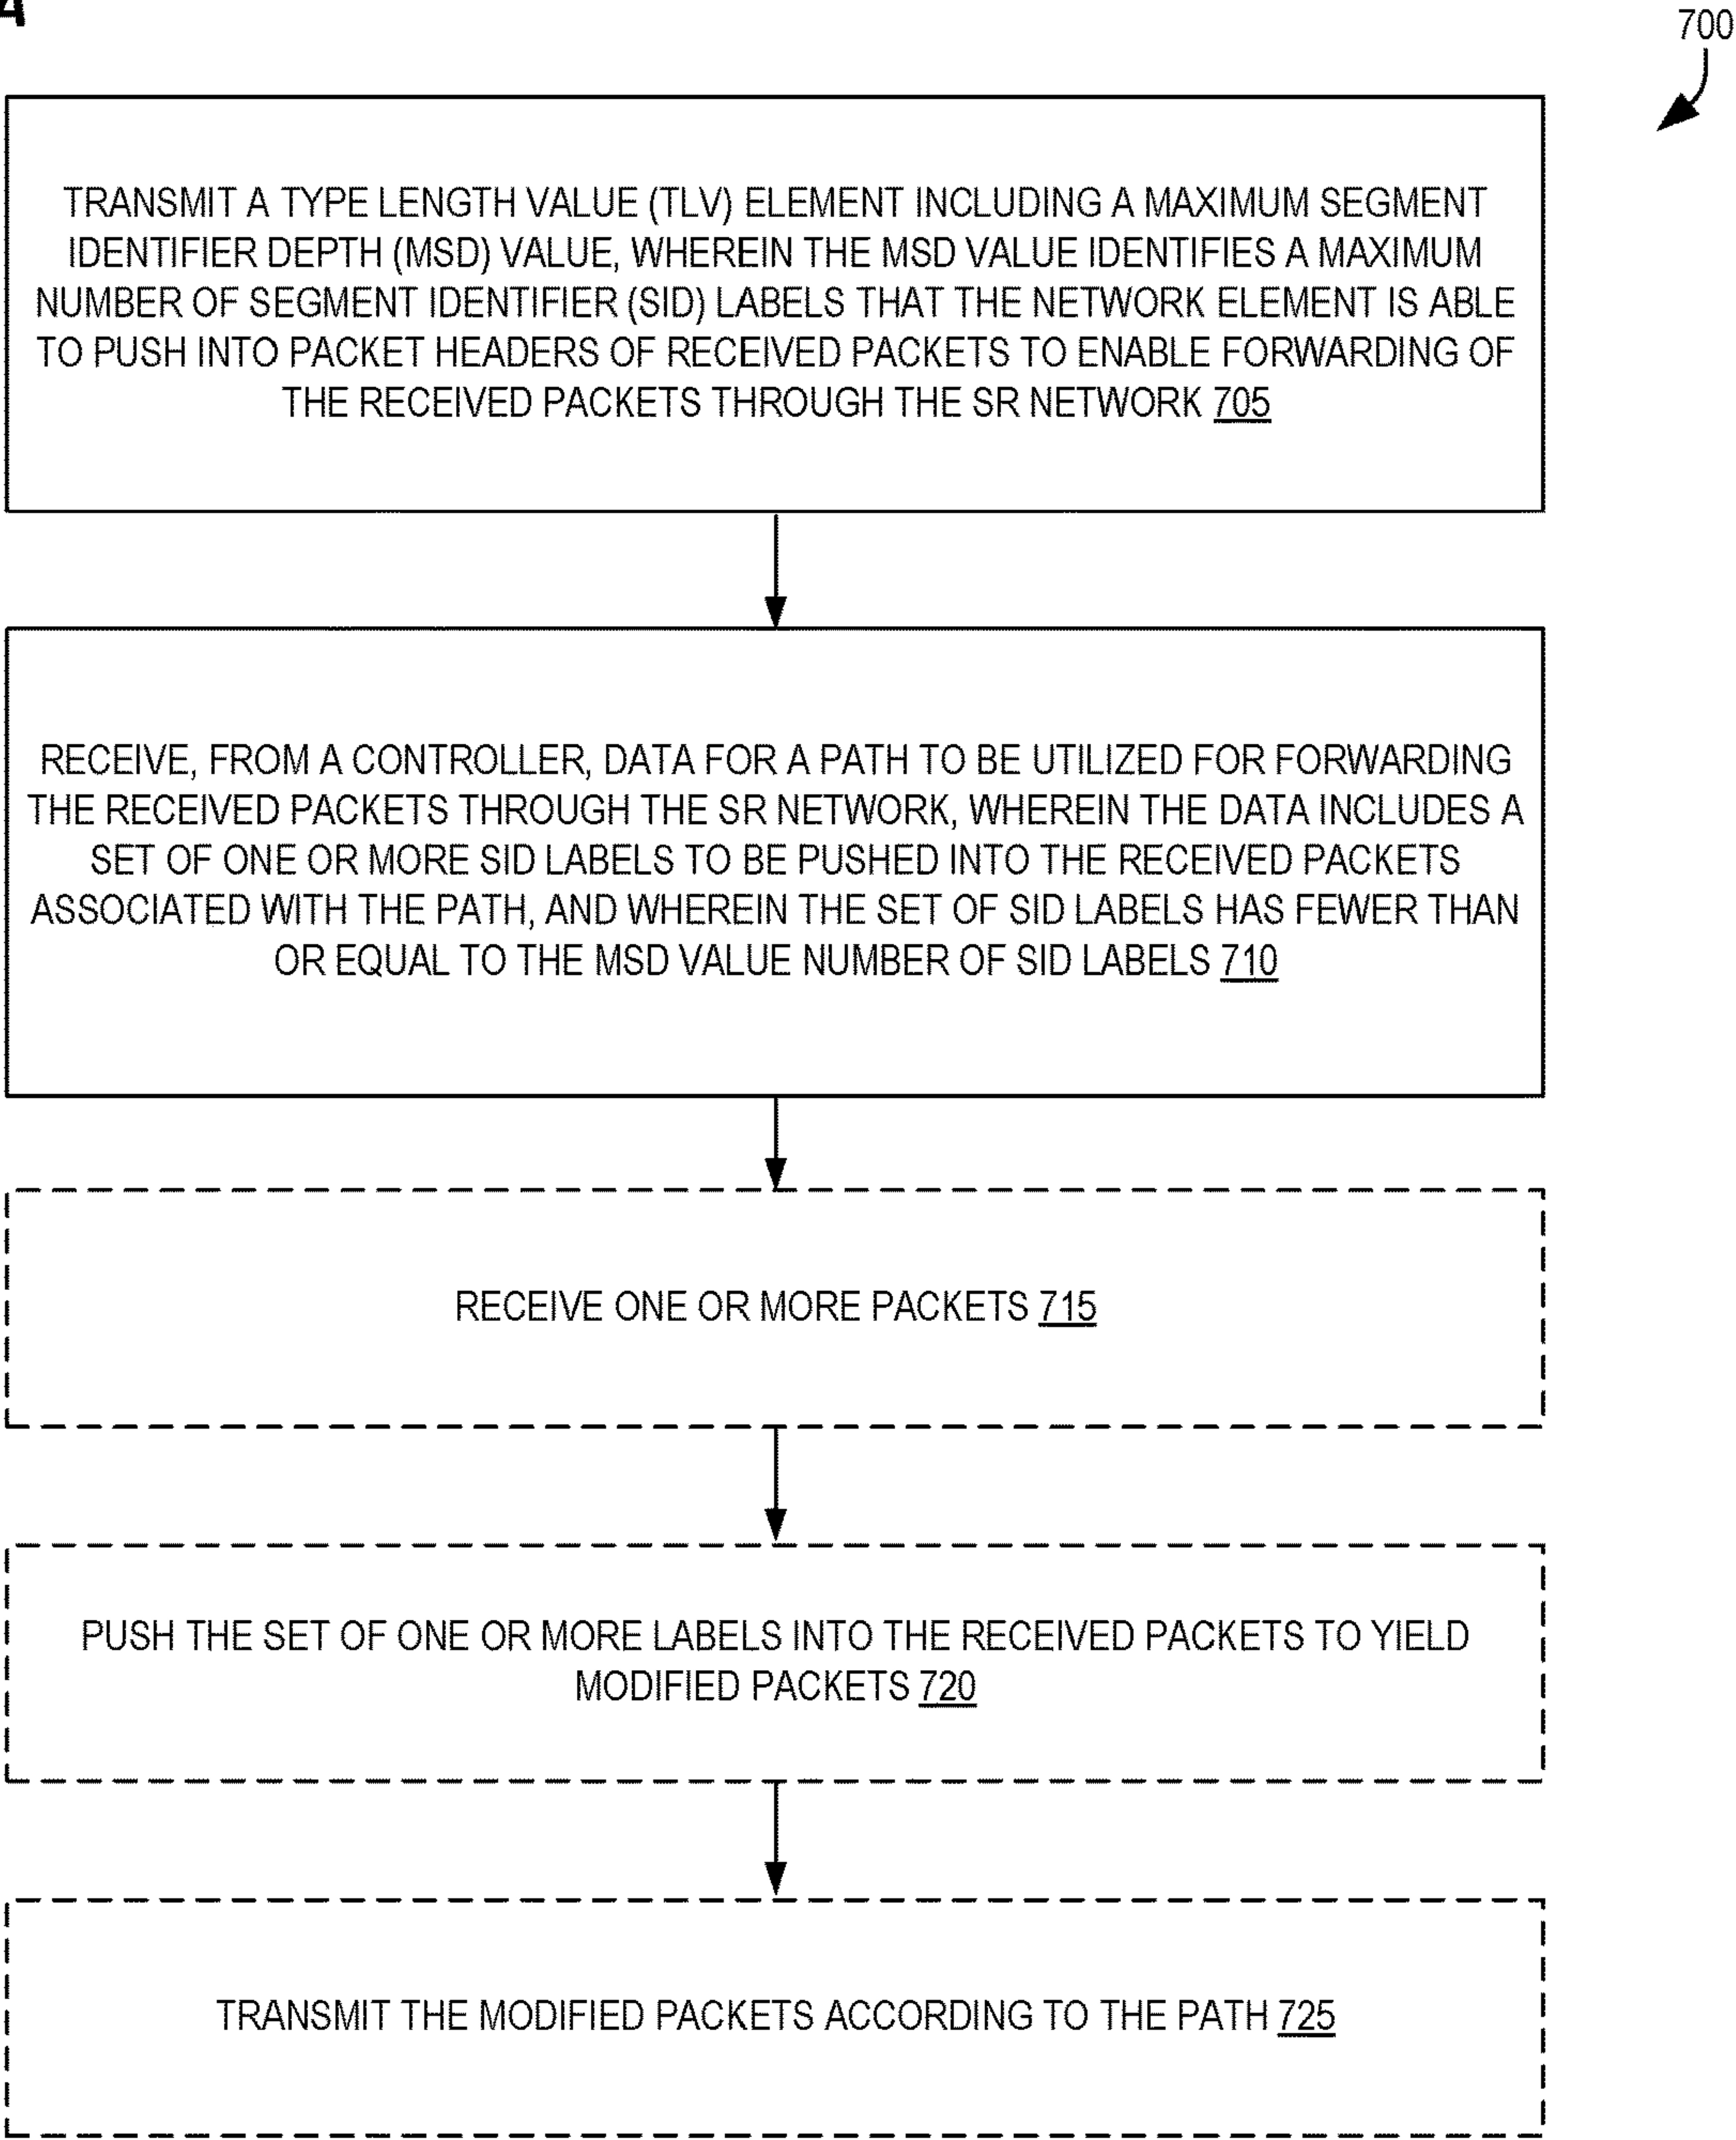 700
TRANSMIT A TYPE LENGTH VALUE (TLV) ELEMENT INCLUDING A MAXIMUM SEGMENT
IDENTIFIER DEPTH (MSD) VALUE, WHEREIN THE MSD VALUE IDENTIFIES A MAXIMUM
NUMBER OF SEGMENT IDENTIFIER (SID) LABELS THAT THE NETWORK ELEMENT IS ABLE
TO PUSH INTO PACKET HEADERS OF RECEIVED PACKETS TO ENABLE FORWARDING OF
THE RECEIVED PACKETS THROUGH THE SR NETWORK 705
RECEIVE, FROM A CONTROLLER, DATA FOR A PATH TO BE UTILIZED FOR FORWARDING
THE RECEIVED PACKETS THROUGH THE SR NETWORK, WHEREIN THE DATA INCLUDES A
SET OF ONE OR MORE SID LABELS TO BE PUSHED INTO THE RECEIVED PACKETS
ASSOCIATED WITH THE PATH, AND WHEREIN THE SET OF SID LABELS HAS FEWER THAN
OR EQUAL TO THE MSD VALUE NUMBER OF SID LABELS 710
RECEIVE ONE OR MORE PACKETS 715
PUSH THE SET OF ONE OR MORE LABELS INTO THE RECEIVED PACKETS TO YIELD
MODIFIED PACKETS 720
TRANSMIT THE MODIFIED PACKETS ACCORDING TO THE PATH 725